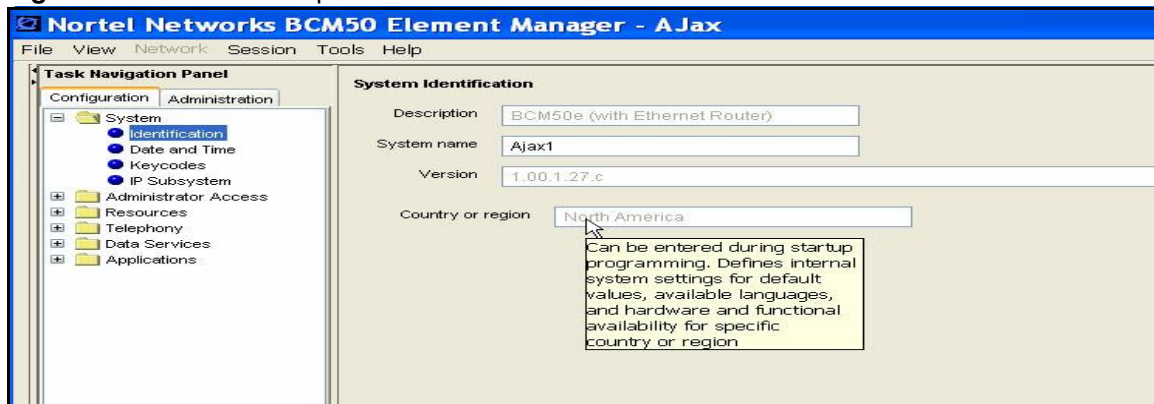 Nortel Networks BCM50 Element Manager - AJax
File View Network Session Tools Help
Task Navigation Panel
Configuration Administration
System
Identification
Date and Time
Keycodes
IP Subsystem
Administrator Access
Resources
Telephony
Data Services
Applications
System Identification
Description BCM50e (with Ethernet Router)
System name Ajax1
Version 1.00.1.27.c
Country or region North America
Can be entered during startup
programming. Defines internal
system settings for default
values, available languages,
and hardware and functional
availability for specific
country or region